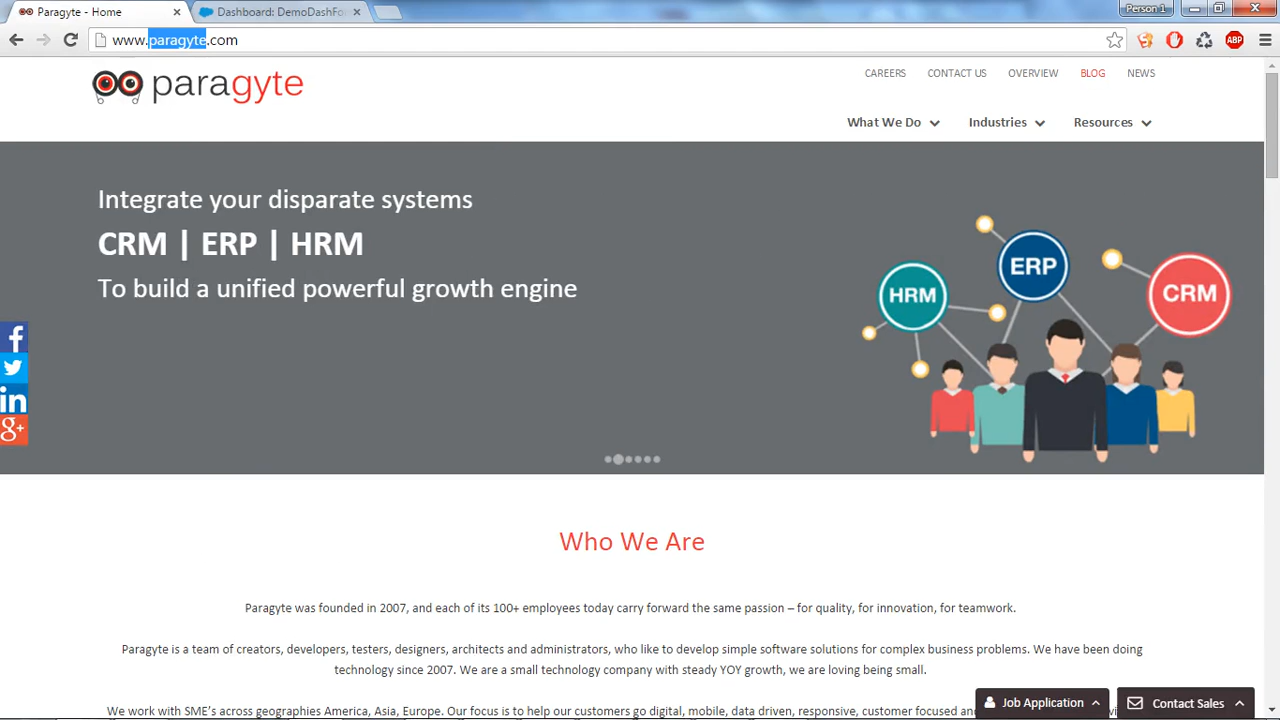 Paragyte - Home
Dashboard: DemoDashFo
Person 1
www.paragyte.com
ABP
paragyte
CAREERS CONTACT US OVERVIEW BLOG NEWS
What We Do Industries Resources
Integrate your disparate systems
CRM | ERP | HRM
To build a unified powerful growth engine
HRM
ERP
CRM
f
in
g+
Who We Are
Paragyte was founded in 2007, and each of its 100+ employees today carry forward the same passion – for quality, for innovation, for teamwork.
Paragyte is a team of creators, developers, testers, designers, architects and administrators, who like to develop simple software solutions for complex business problems. We have been doing
technology since 2007. We are a small technology company with steady YOY growth, we are loving being small.
We work with SME's across geographies America, Asia, Europe. Our focus is to help our customers go digital, mobile, data driven, responsive, customer focused
Job Application
Contact Sales